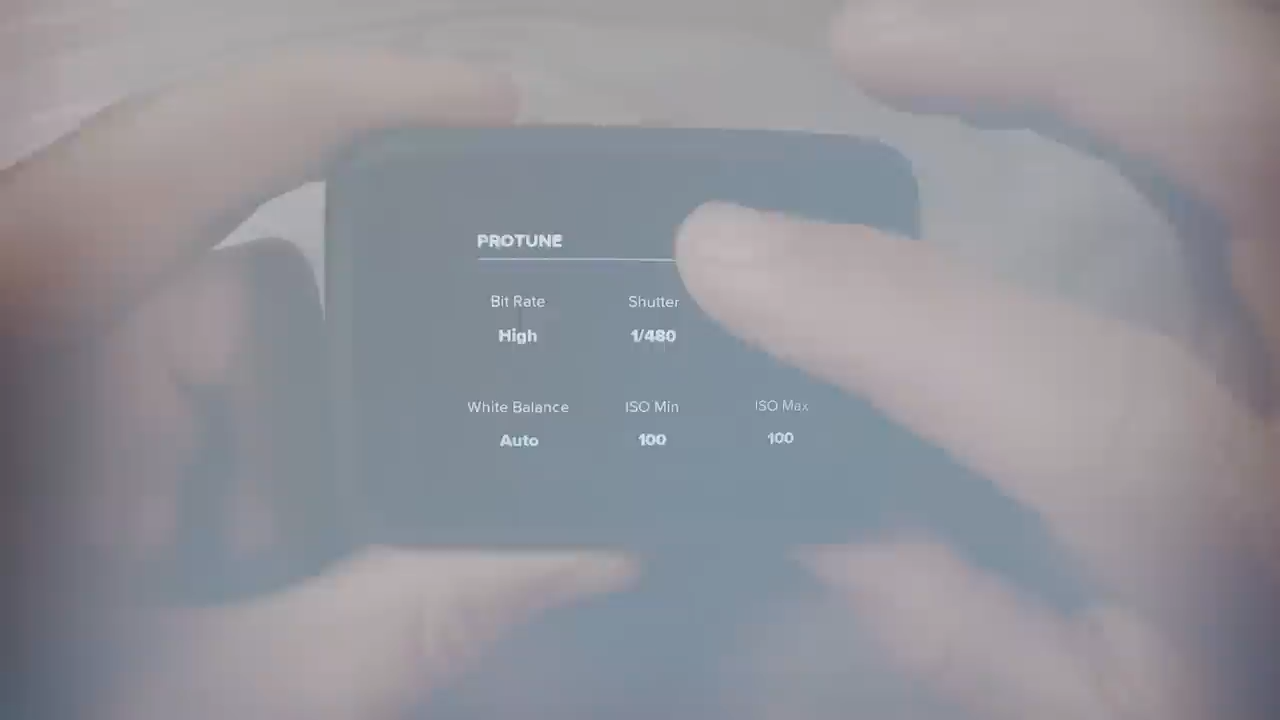 PROTUNE
Bit Rate Shutter
High 1/480
White Balance ISO Min ISO Max
Auto 100 100